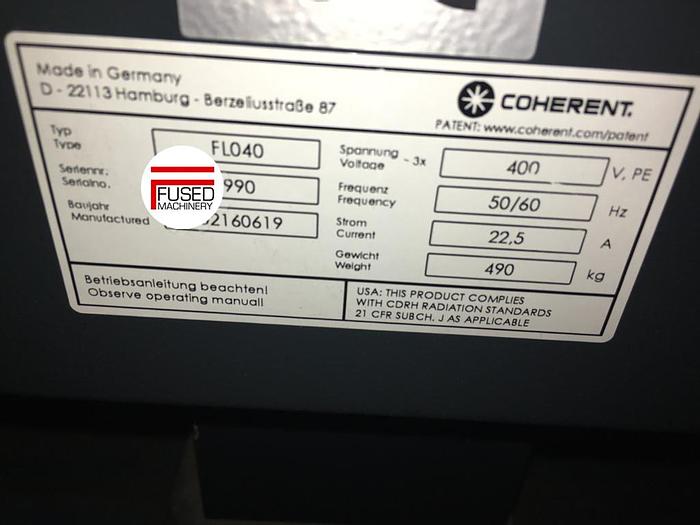 Made in Germany
D - 22113 Hamburg - Berzeliusstraße 87
COHERENT.
PATENT: www.coherent.com/patent
Typ
Type
FL040
Seriennr.
Serialno.
990
Baujahr
Manufactured
2160619
FUSED
MACHINERY
Spannung
Voltage
~ 3x
400
V, PE
Frequenz
Frequency
50/60
Hz
Strom
Current
22,5
A
Gewicht
Weight
490
kg
Betriebsanleitung beachten!
Observe operating manual!
USA: THIS PRODUCT COMPLIES
WITH CDRH RADIATION STANDARDS
21 CFR SUBCH. J AS APPLICABLE